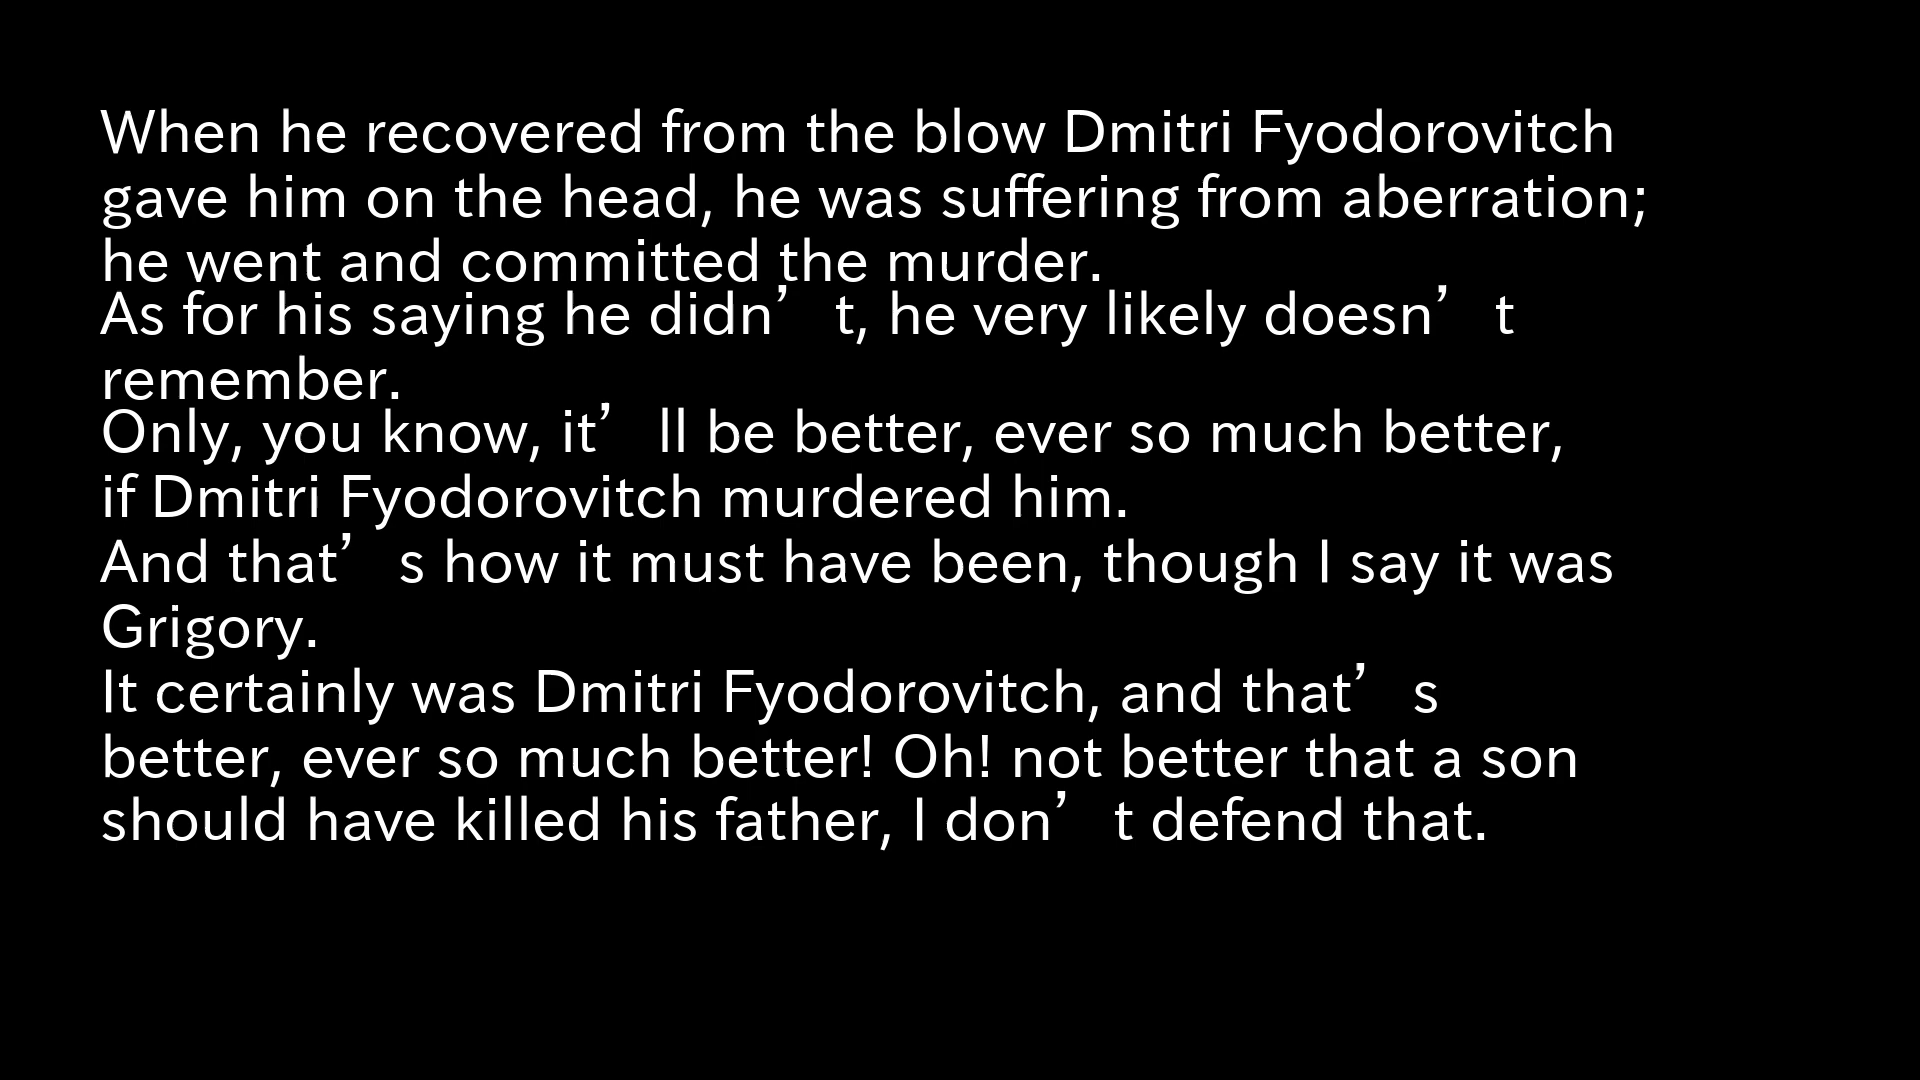 When he recovered from the blow Dmitri Fyodorovitch
gave him on the head, he was suffering from aberration;
he went and committed the murder.
As for his saying he didn’t, he very likely doesn’t
remember.
Only, you know, it’ll be better, ever so much better,
if Dmitri Fyodorovitch murdered him.
And that’s how it must have been, though I say it was
Grigory.
It certainly was Dmitri Fyodorovitch, and that’s
better, ever so much better! Oh! not better that a son
should have killed his father, I don’t defend that.